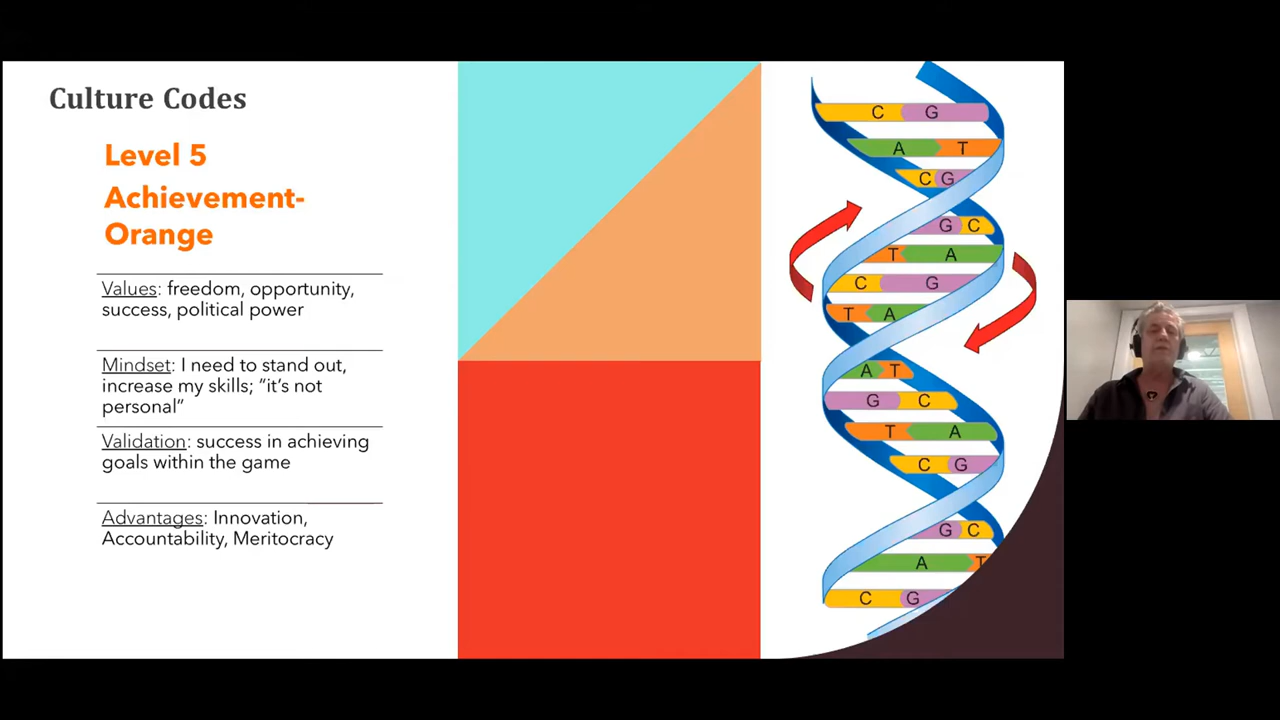 Culture Codes
Level 5
Achievement-
Orange
Values: freedom, opportunity,
success, political power
Mindset: I need to stand out,
increase my skills; “it’s not
personal”
Validation: success in achieving
goals within the game
Advantages: Innovation,
Accountability, Meritocracy
C G
A T
C G
G C
T A
C G
T A
A T
G C
T A
C G
G C
A T
C G